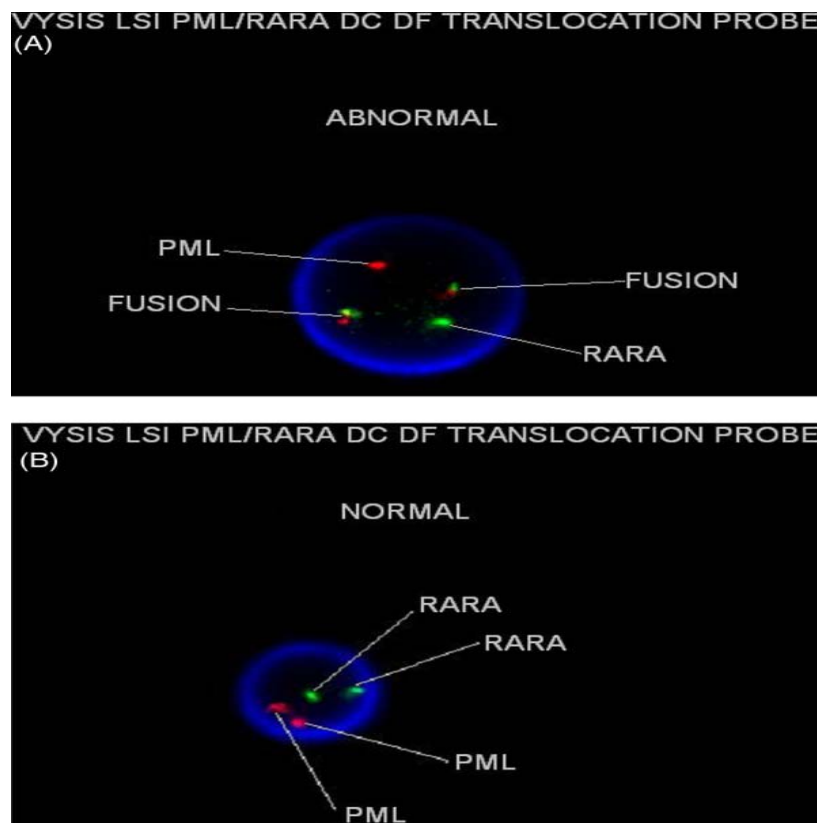 VYSIS LSI PML/RARA DC DF TRANSLOCATION PROBE
(A)
ABNORMAL
PML
FUSION
FUSION
RARA
VYSIS LSI PML/RARA DC DF TRANSLOCATION PROBE
(B)
NORMAL
RARA
RARA
PML
PML